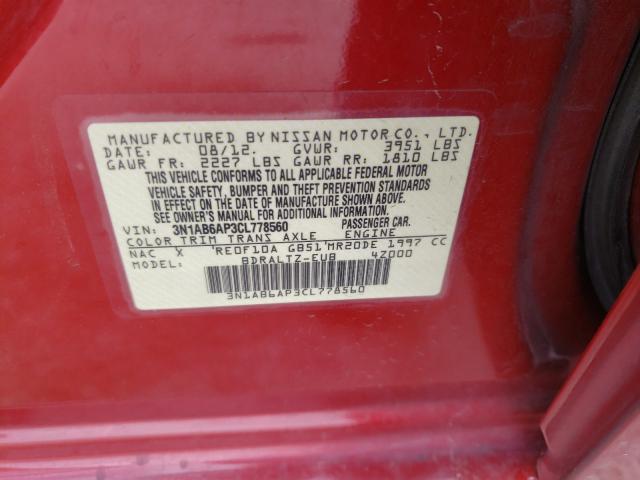 MANUFACTURED BY NISSAN MOTOR CO., LTD.
DATE: 08/12. GVWR: 3951 LBS
GAWR FR: 2227 LBS GAWR RR: 1810 LBS
THIS VEHICLE CONFORMS TO ALL APPLICABLE FEDERAL MOTOR
VEHICLE SAFETY, BUMPER AND THEFT PREVENTION STANDARDS
IN EFFECT ON THE DATE OF MANUFACTURE SHOWN ABOVE.
SEE OWNER'S MANUAL FOR ADDITIONAL INFORMATION
VIN: 3N1AB6AP3CL778560 PASSENGER CAR.
COLOR TRIM TRANS AXLE ENGINE
NAC X RE0F10A GB51 MR20DE 1997 CC
MODEL: BDRALTZ-EUB 4Z000
3N1AB6AP3CL778560